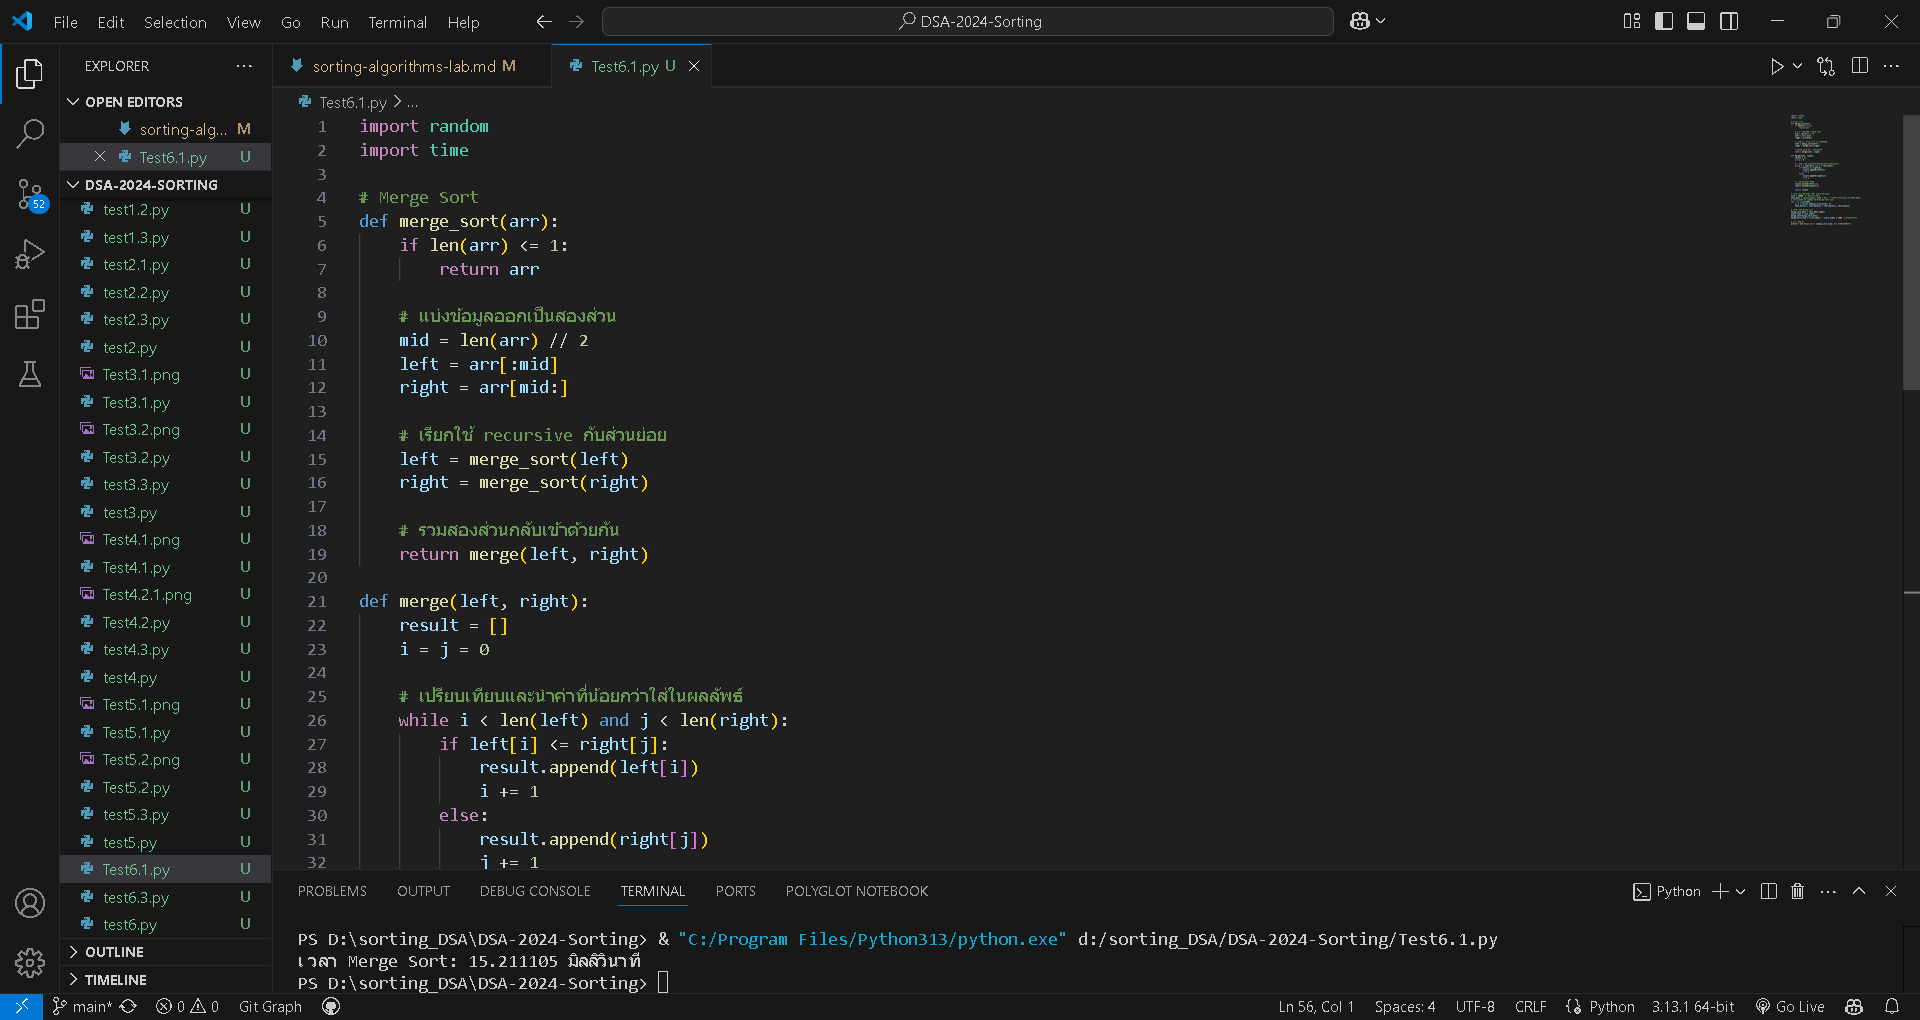 File Edit Selection View Go Run Terminal Help
DSA-2024-Sorting
EXPLORER
OPEN EDITORS
sorting-alg... M
Test6.1.py U
DSA-2024-SORTING
test1.2.py U
test1.3.py U
test2.1.py U
test2.2.py U
test2.3.py U
test2.py U
Test3.1.png U
Test3.1.py U
Test3.2.png U
Test3.2.py U
test3.3.py U
test3.py U
Test4.1.png U
Test4.1.py U
Test4.2.1.png U
Test4.2.py U
test4.3.py U
test4.py U
Test5.1.png U
Test5.1.py U
Test5.2.png U
Test5.2.py U
test5.3.py U
test5.py U
Test6.1.py U
test6.3.py U
test6.py U
OUTLINE
TIMELINE
52
sorting-algorithms-lab.md M
Test6.1.py U
Test6.1.py > ...
1 import random
2 import time
3
4 # Merge Sort
5 def merge_sort(arr):
6 if len(arr) <= 1:
7 return arr
8
9 # แบ่งข้อมูลออกเป็นสองส่วน
10 mid = len(arr) // 2
11 left = arr[:mid]
12 right = arr[mid:]
13
14 # เรียกใช้ recursive กับส่วนย่อย
15 left = merge_sort(left)
16 right = merge_sort(right)
17
18 # รวมสองส่วนกลับเข้าด้วยกัน
19 return merge(left, right)
20
21 def merge(left, right):
22 result = []
23 i = j = 0
24
25 # เปรียบเทียบและนำค่าที่น้อยกว่าใส่ในผลลัพธ์
26 while i < len(left) and j < len(right):
27 if left[i] <= right[j]:
28 result.append(left[i])
29 i += 1
30 else:
31 result.append(right[j])
32 j += 1
PROBLEMS OUTPUT DEBUG CONSOLE TERMINAL PORTS POLYGLOT NOTEBOOK
Python
PS D:\sorting_DSA\DSA-2024-Sorting> & "C:/Program Files/Python313/python.exe" d:/sorting_DSA/DSA-2024-Sorting/Test6.1.py
เวลา Merge Sort: 15.211105 มิลลิวินาที
PS D:\sorting_DSA\DSA-2024-Sorting>
main* 0 0 Git Graph
Ln 56, Col 1 Spaces: 4 UTF-8 CRLF Python 3.13.1 64-bit Go Live